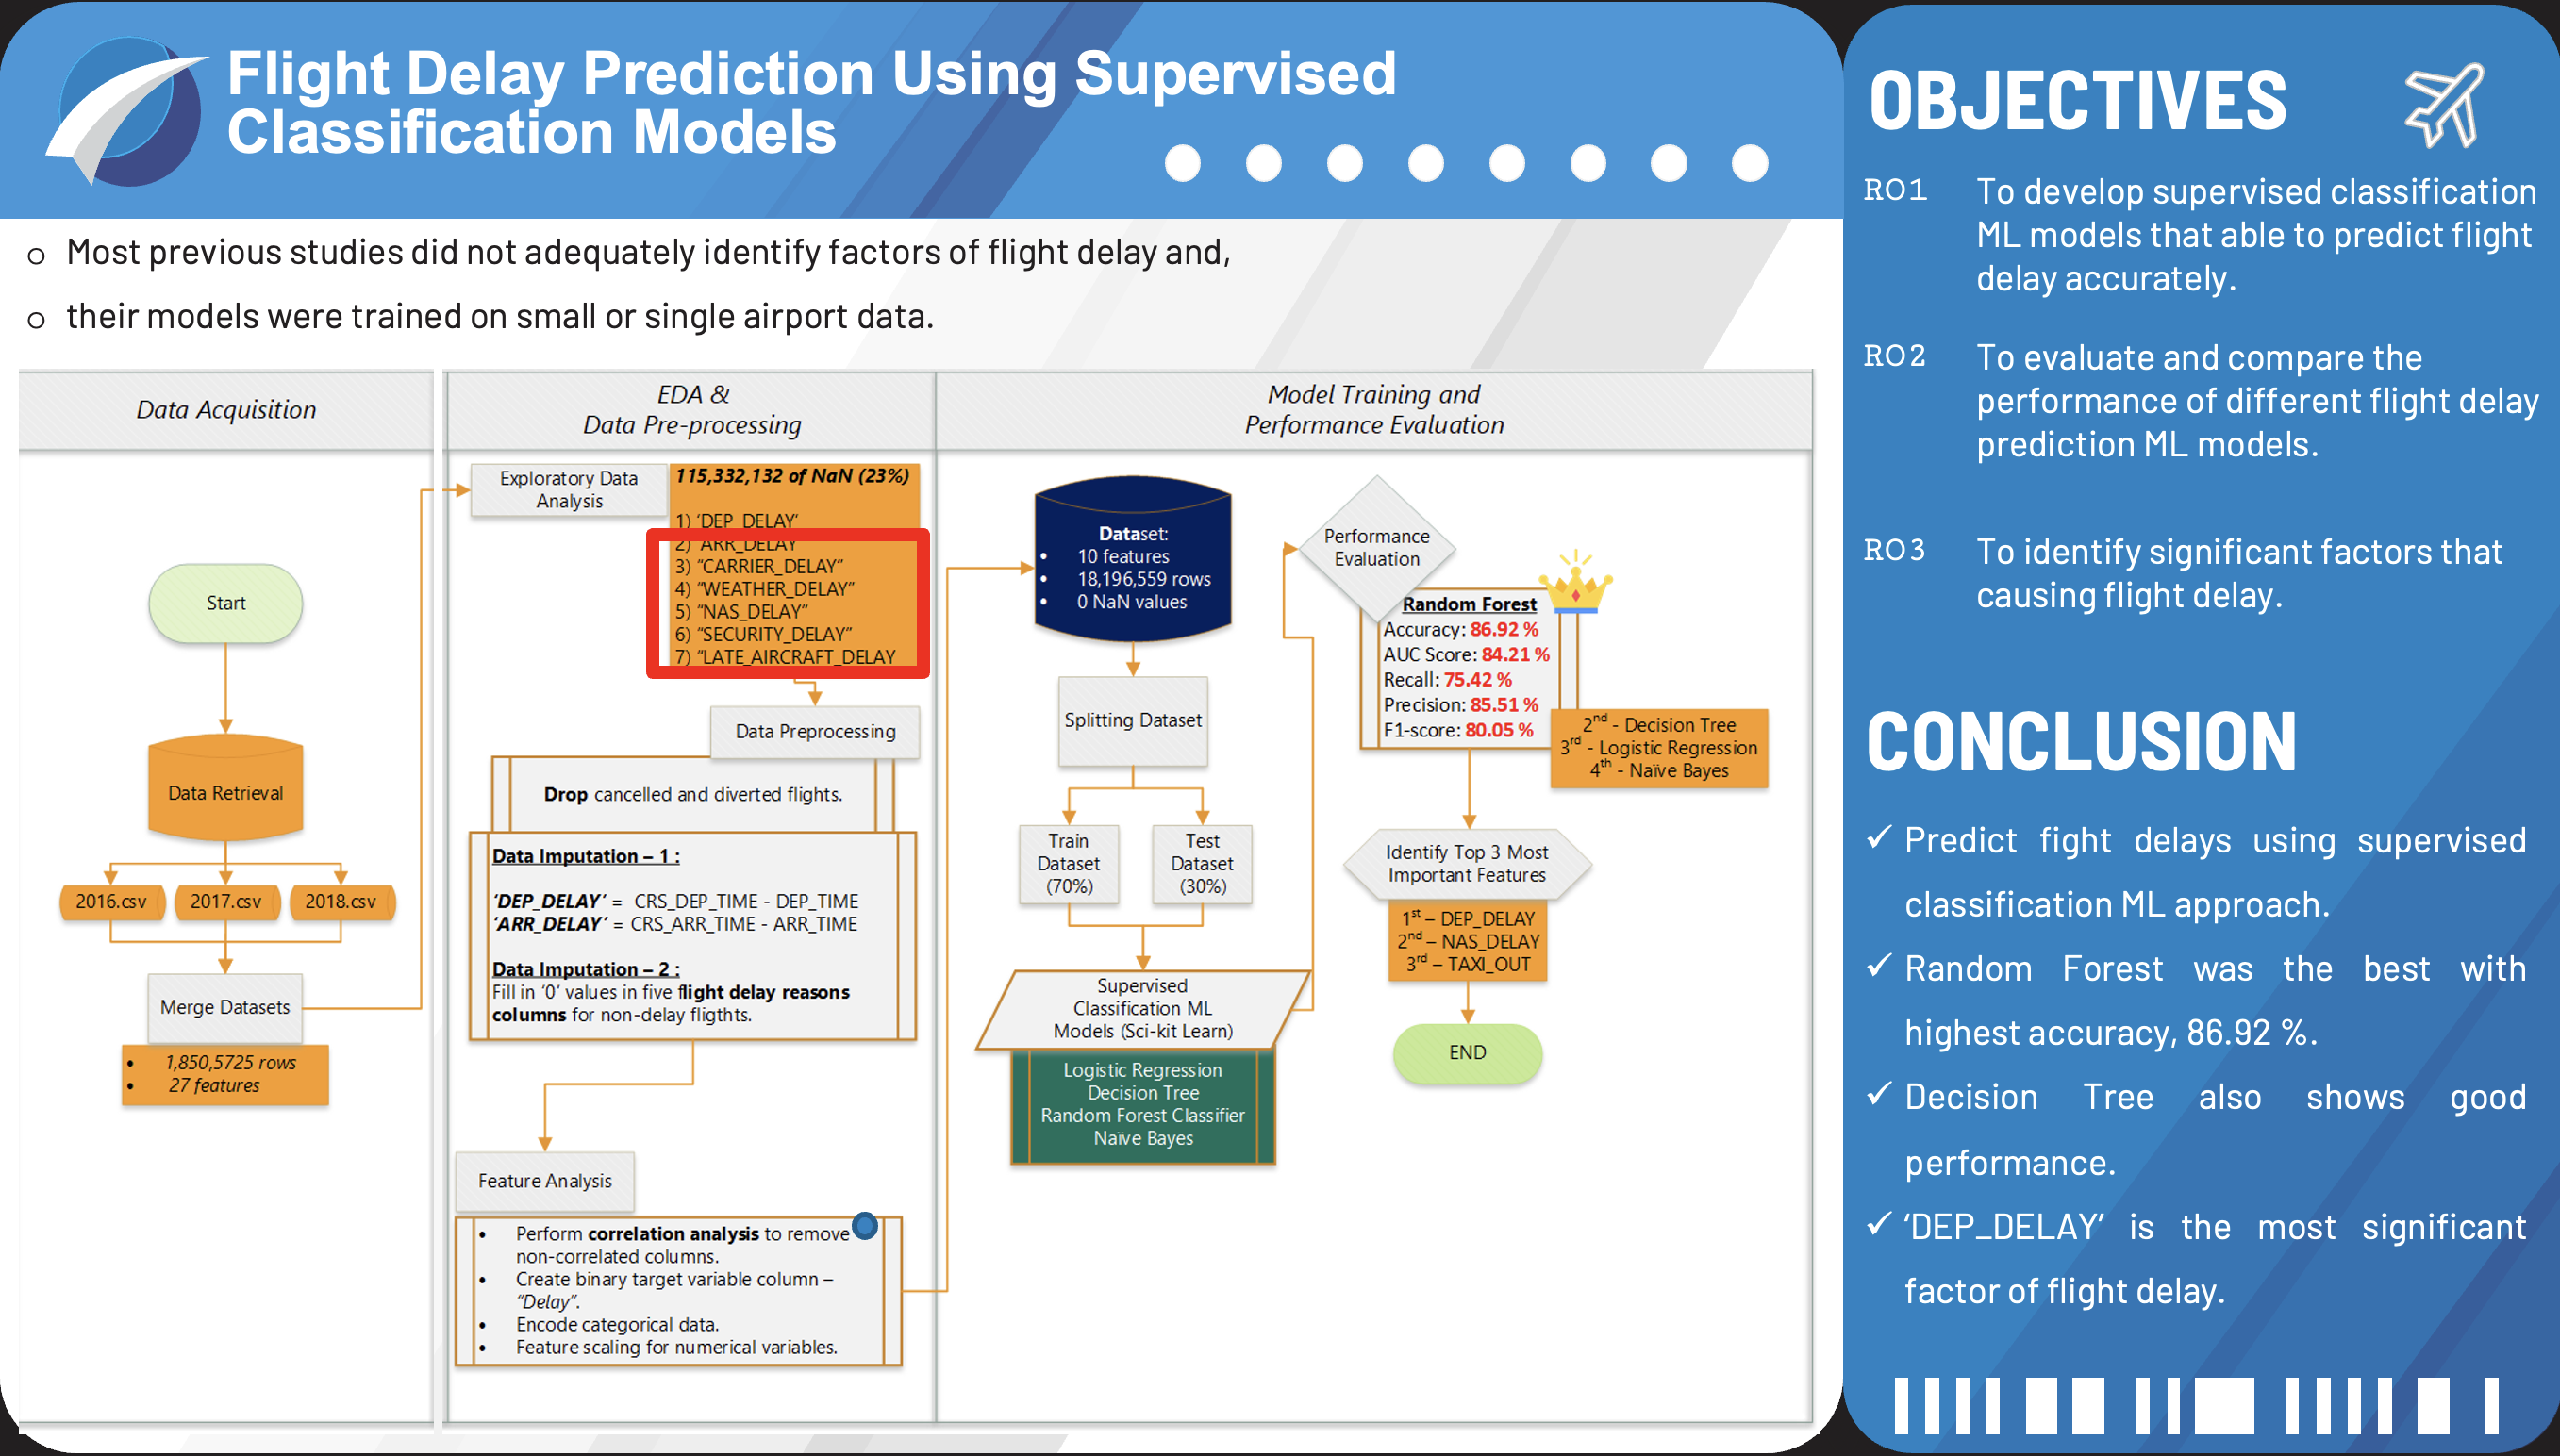 Flight Delay Prediction Using Supervised
Classification Models
Most previous studies did not adequately identify factors of flight delay and,
their models were trained on small or single airport data.
Data Acquisition
Start
Data Retrieval
2016.csv
2017.csv
2018.csv
Merge Datasets
1,850,5725 rows
27 features
EDA &
Data Pre-processing
Exploratory Data
Analysis
115,332,132 of NaN (23%)
1) ‘DEP_DELAY’
2) ‘ARR_DELAY’
3) “CARRIER_DELAY”
4) “WEATHER_DELAY”
5) “NAS_DELAY”
6) “SECURITY_DELAY”
7) “LATE_AIRCRAFT_DELAY
Data Preprocessing
Drop cancelled and diverted flights.
Data Imputation – 1 :
‘DEP_DELAY’ = CRS_DEP_TIME - DEP_TIME
‘ARR_DELAY’ = CRS_ARR_TIME - ARR_TIME
Data Imputation – 2 :
Fill in ‘0’ values in five flight delay reasons
columns for non-delay fligthts.
Feature Analysis
Perform correlation analysis to remove
non-correlated columns.
Create binary target variable column –
“Delay”.
Encode categorical data.
Feature scaling for numerical variables.
Model Training and
Performance Evaluation
Dataset:
10 features
18,196,559 rows
0 NaN values
Splitting Dataset
Train
Dataset
(70%)
Test
Dataset
(30%)
Supervised
Classification ML
Models (Sci-kit Learn)
Logistic Regression
Decision Tree
Random Forest Classifier
Naïve Bayes
Performance
Evaluation
Random Forest
Accuracy: 86.92 %
AUC Score: 84.21 %
Recall: 75.42 %
Precision: 85.51 %
F1-score: 80.05 %
2nd - Decision Tree
3rd - Logistic Regression
4th - Naïve Bayes
Identify Top 3 Most
Important Features
1st – DEP_DELAY
2nd – NAS_DELAY
3rd – TAXI_OUT
END
OBJECTIVES
RO1 To develop supervised classification
ML models that able to predict flight
delay accurately.
RO2 To evaluate and compare the
performance of different flight delay
prediction ML models.
RO3 To identify significant factors that
causing flight delay.
CONCLUSION
Predict fight delays using supervised
classification ML approach.
Random Forest was the best with
highest accuracy, 86.92 %.
Decision Tree also shows good
performance.
‘DEP_DELAY’ is the most significant
factor of flight delay.